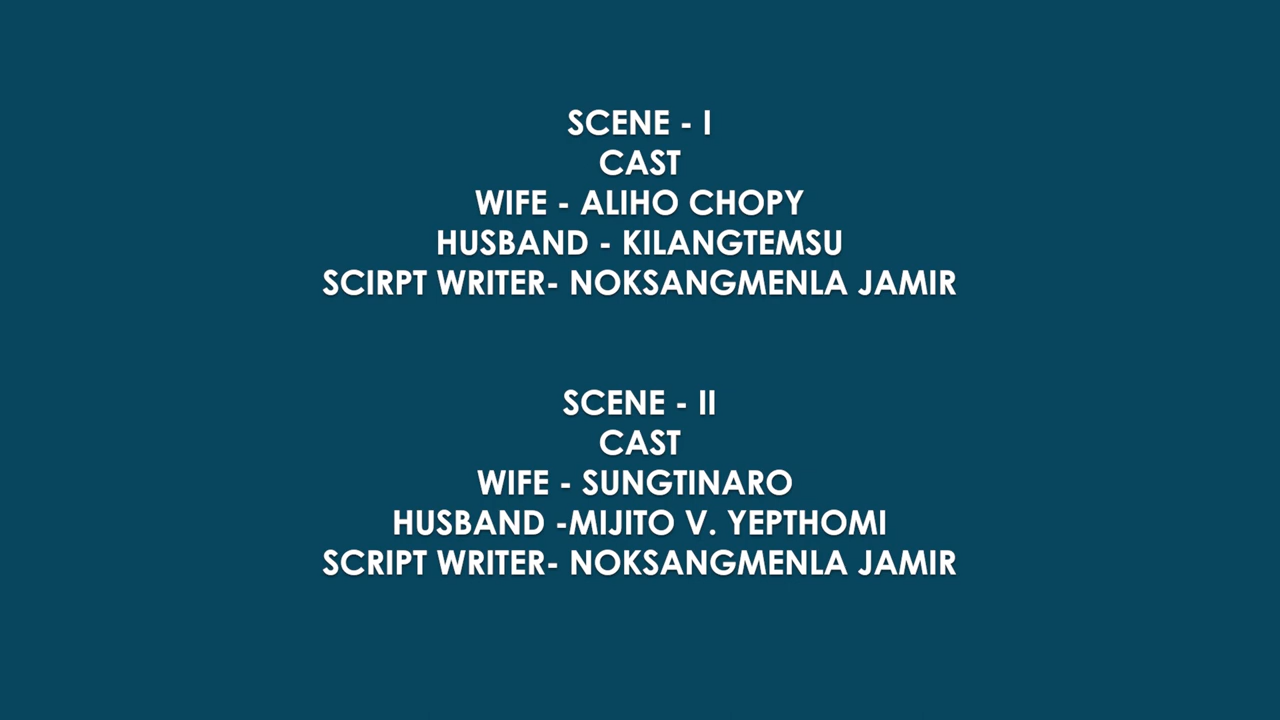 SCENE - I
CAST
WIFE - ALIHO CHOPY
HUSBAND - KILANGTEMSU
SCIRPT WRITER- NOKSANGMENLA JAMIR
SCENE - II
CAST
WIFE - SUNGTINARO
HUSBAND -MIJITO V. YEPTHOMI
SCRIPT WRITER- NOKSANGMENLA JAMIR